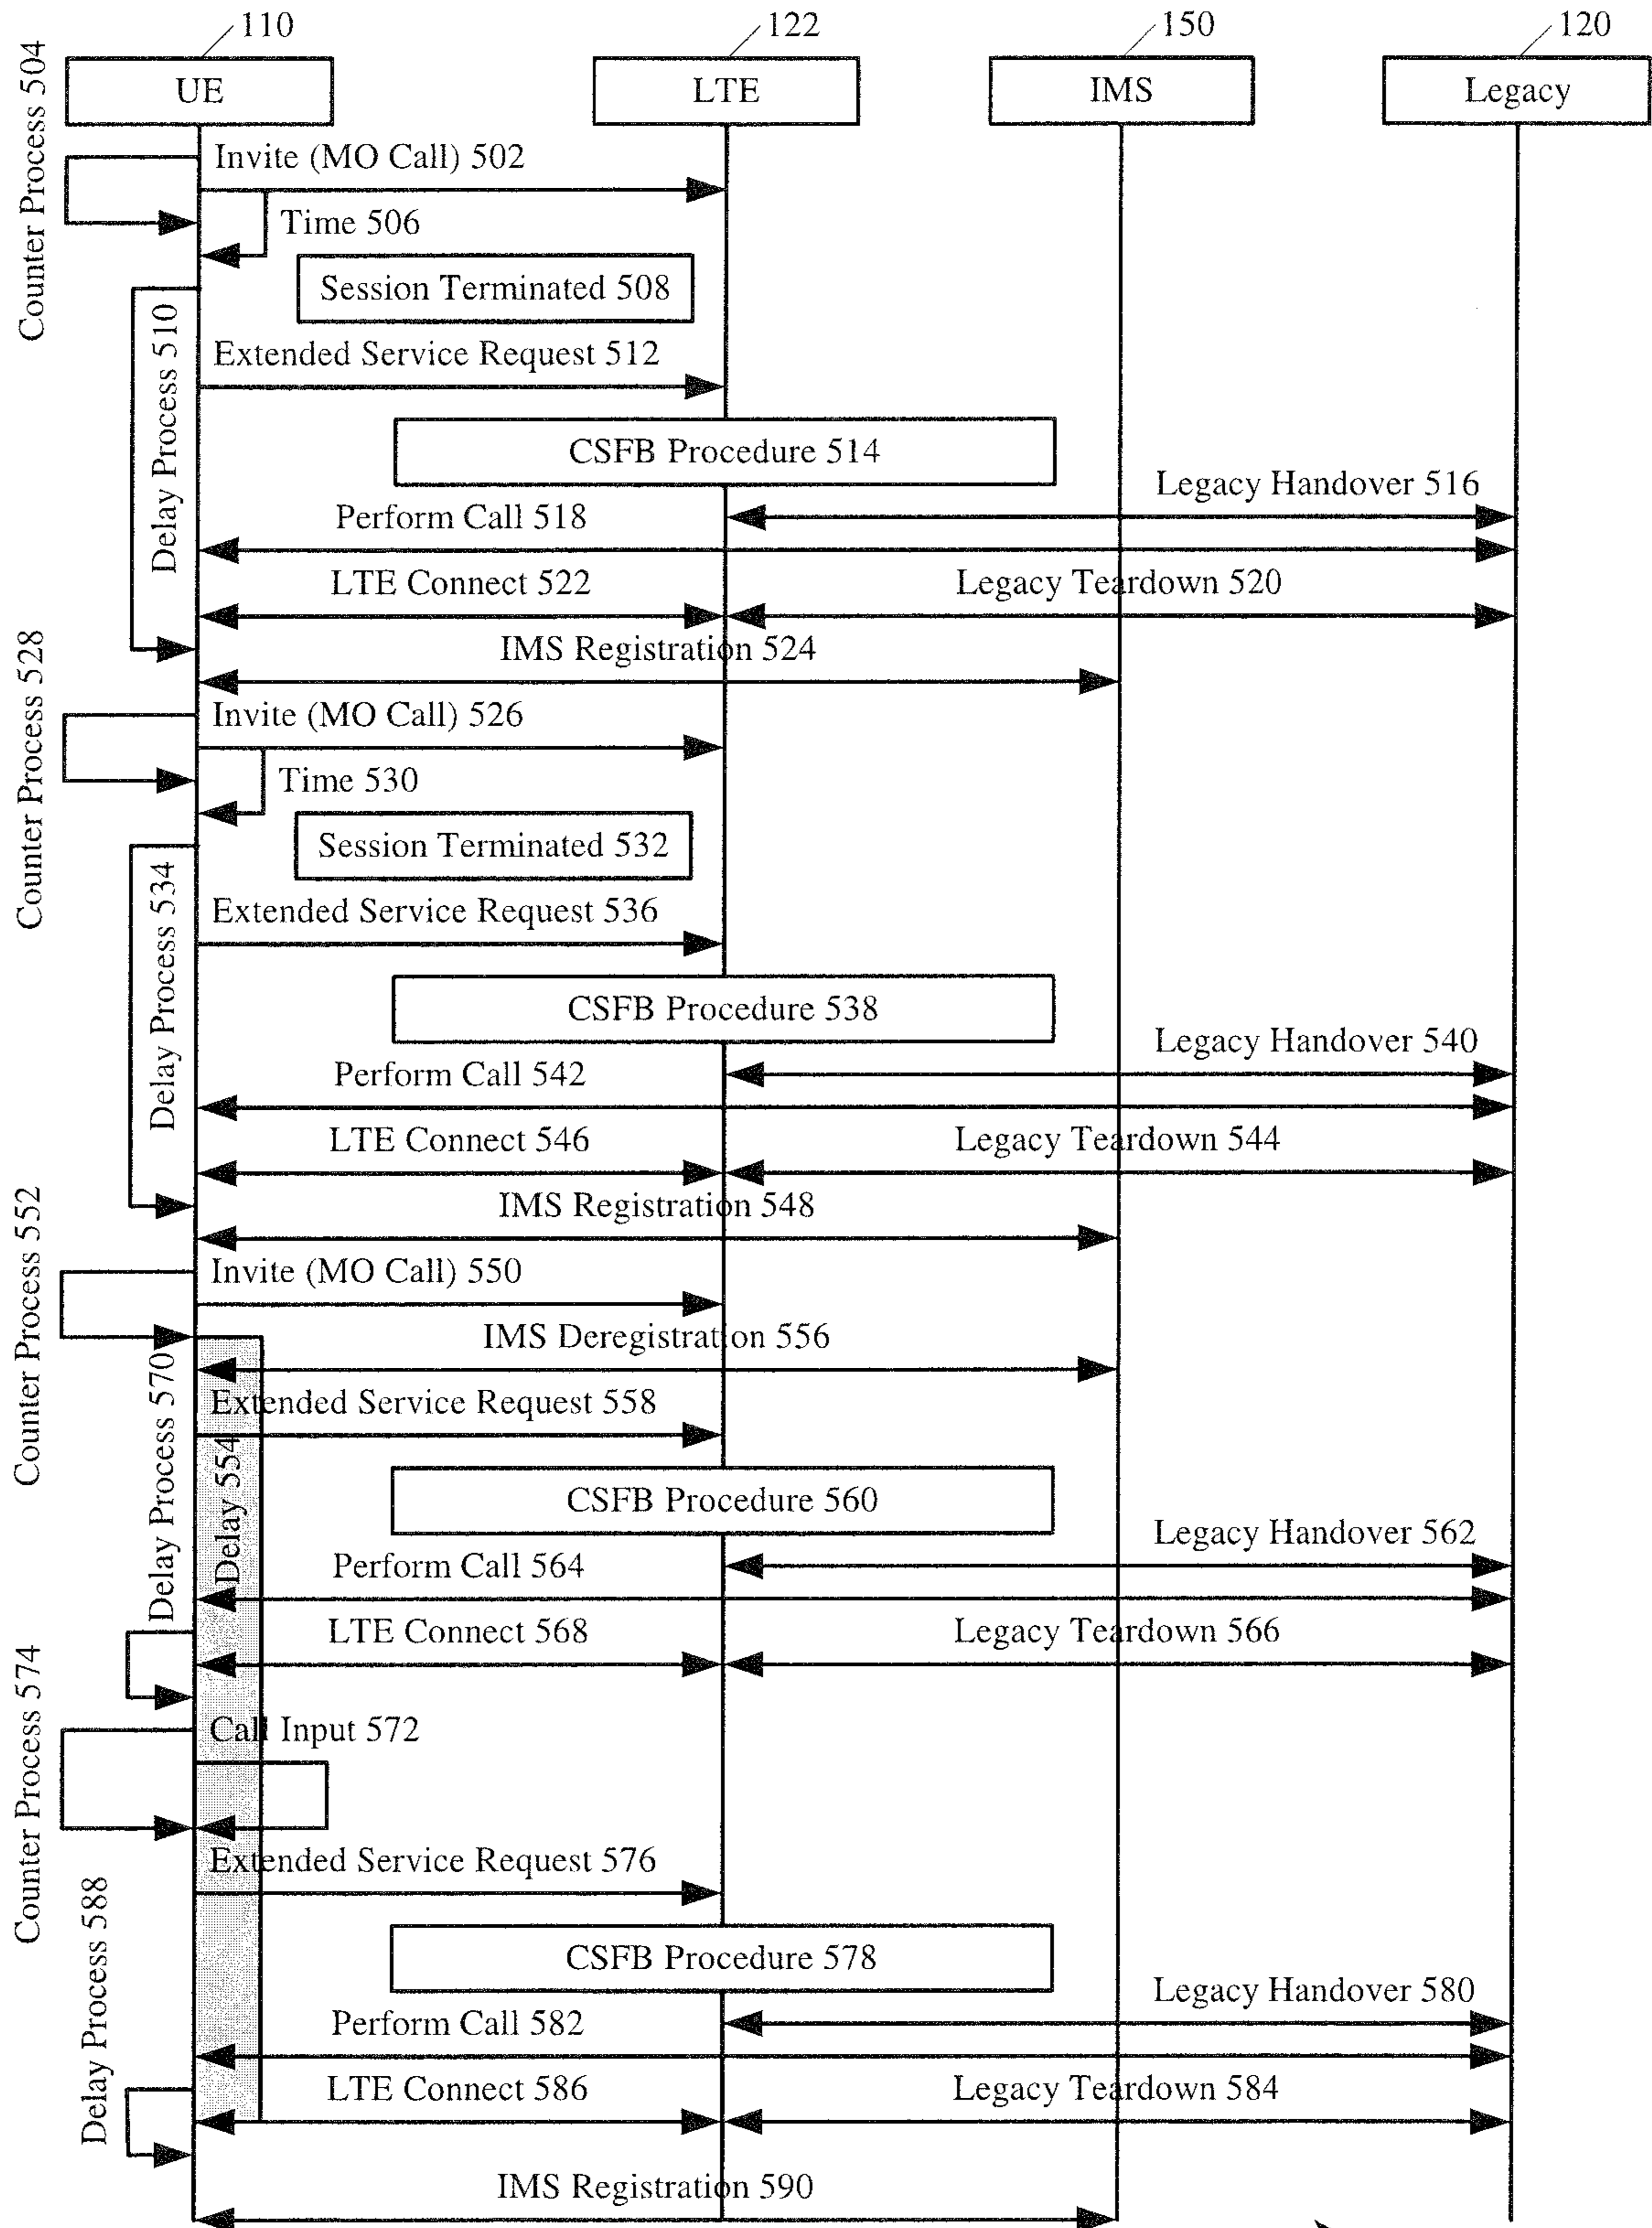 110
122
150
120
UE
LTE
IMS
Legacy
Counter Process 504
Invite (MO Call) 502
Time 506
Session Terminated 508
Delay Process 510
Extended Service Request 512
CSFB Procedure 514
Legacy Handover 516
Perform Call 518
LTE Connect 522
Legacy Teardown 520
IMS Registration 524
Counter Process 528
Invite (MO Call) 526
Time 530
Session Terminated 532
Delay Process 534
Extended Service Request 536
CSFB Procedure 538
Legacy Handover 540
Perform Call 542
LTE Connect 546
Legacy Teardown 544
IMS Registration 548
Counter Process 552
Invite (MO Call) 550
IMS Deregistration 556
Delay Process 570
Extended Service Request 558
Delay 554
CSFB Procedure 560
Legacy Handover 562
Perform Call 564
LTE Connect 568
Legacy Teardown 566
Counter Process 574
Call Input 572
Extended Service Request 576
Delay Process 588
CSFB Procedure 578
Legacy Handover 580
Perform Call 582
LTE Connect 586
Legacy Teardown 584
IMS Registration 590